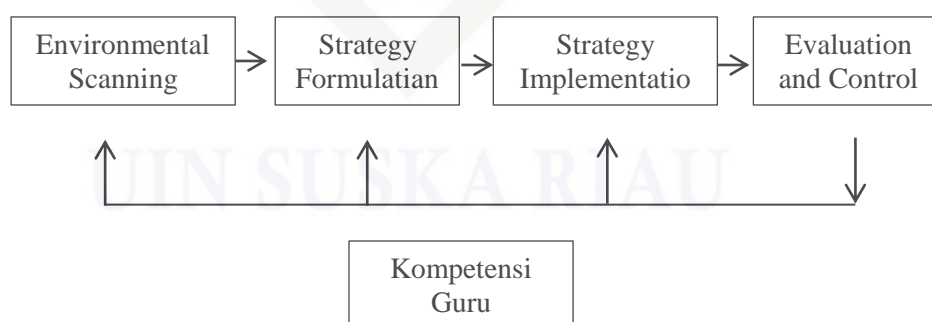 Environmental
Scanning
Strategy
Formulatian
Strategy
Implementatio
Evaluation
and Control
UIN SUSKA RIAU
Kompetensi
Guru